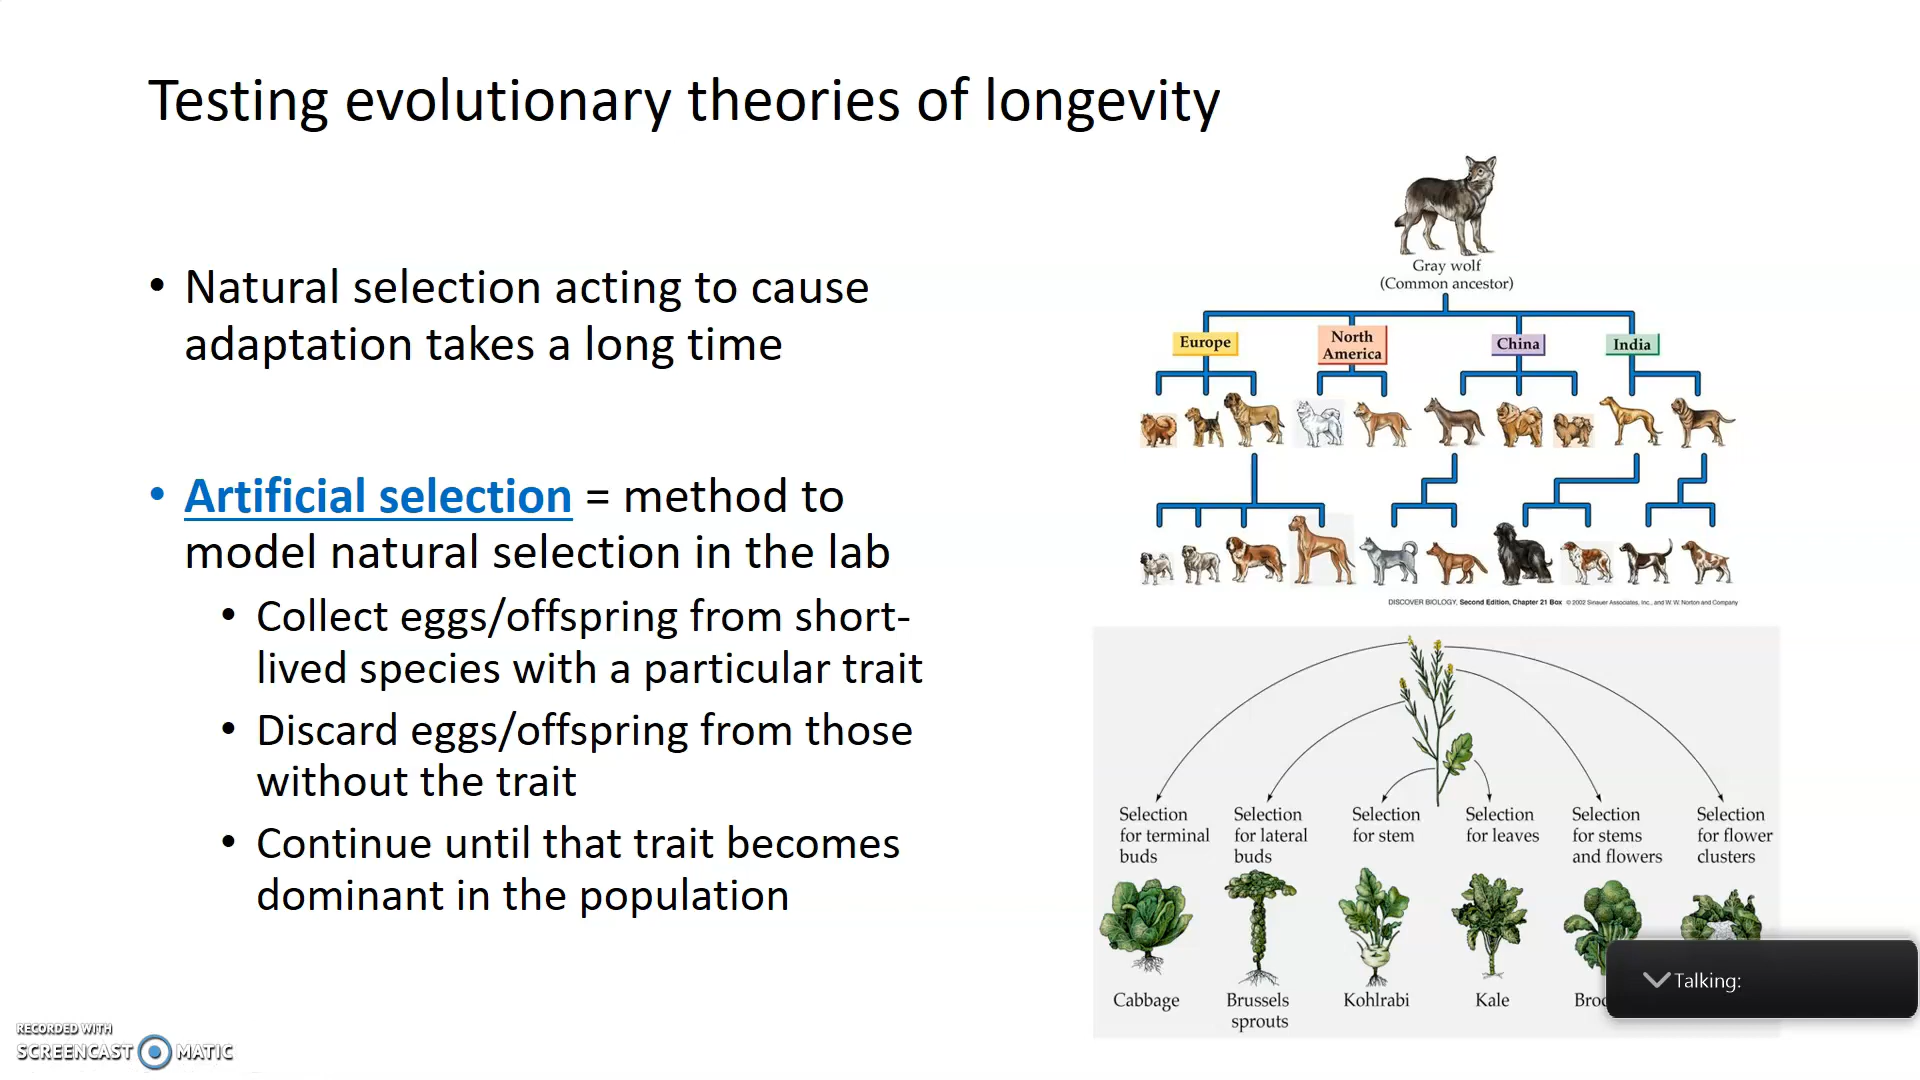 Testing evolutionary theories of longevity
• Natural selection acting to cause
adaptation takes a long time
• Artificial selection = method to
model natural selection in the lab
• Collect eggs/offspring from short-
lived species with a particular trait
• Discard eggs/offspring from those
without the trait
• Continue until that trait becomes
dominant in the population
Gray wolf
(Common ancestor)
Europe
North
America
China
India
DISCOVER BIOLOGY, Second Edition, Chapter 21 Box © 2002 Sinauer Associates, Inc., and W. W. Norton and Company
Selection
for terminal
buds
Selection
for lateral
buds
Selection
for stem
Selection
for leaves
Selection
for stems
and flowers
Selection
for flower
clusters
Cabbage
Brussels
sprouts
Kohlrabi
Kale
Talking:
RECORDED WITH
SCREENCAST MATIC